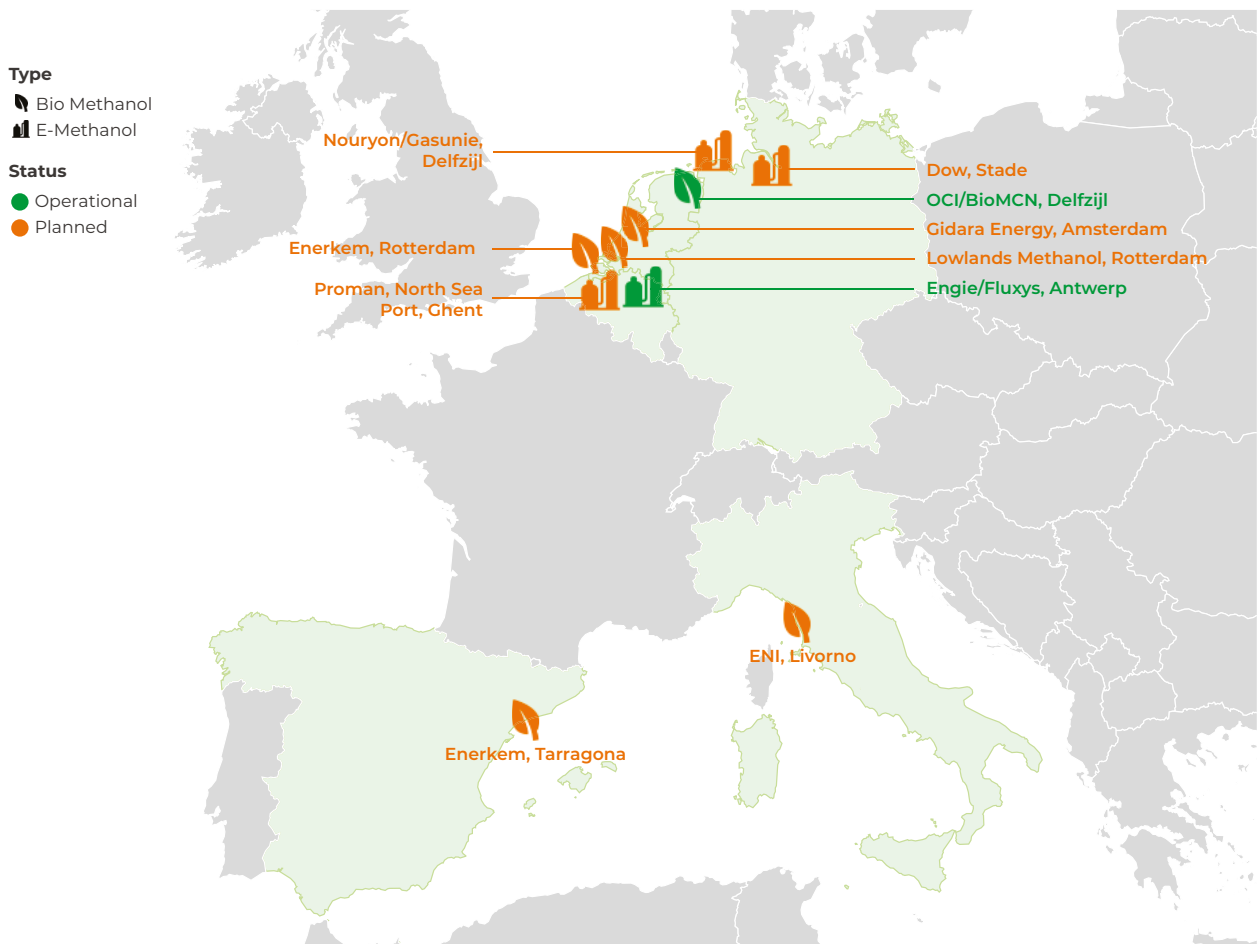 Type
Bio Methanol
E-Methanol
Status
Operational
Planned
Nouryon/Gasunie,
Delfzijl
Dow, Stade
OCI/BioMCN, Delfzijl
Gidara Energy, Amsterdam
Enerkem, Rotterdam
Lowlands Methanol, Rotterdam
Proman, North Sea
Port, Ghent
Engie/Fluxys, Antwerp
ENI, Livorno
Enerkem, Tarragona